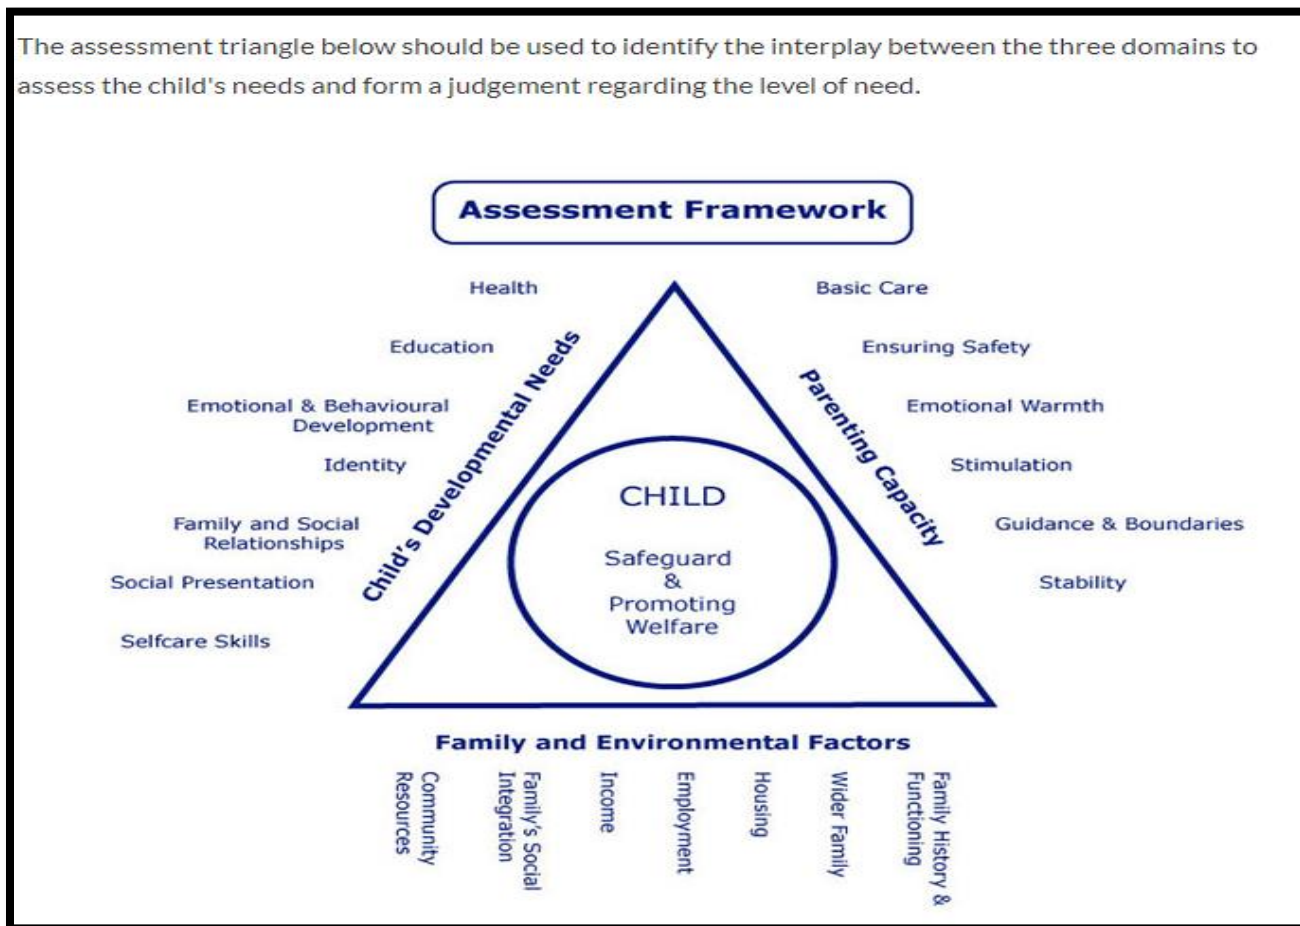 The assessment triangle below should be used to identify the interplay between the three domains to
assess the child's needs and form a judgement regarding the level of need.
Assessment Framework
Health
Education
Emotional & Behavioural
Development
Identity
Family and Social
Relationships
Social Presentation
Selfcare Skills
Child's Developmental Needs
CHILD
Safeguard
&
Promoting
Welfare
Parenting Capacity
Basic Care
Ensuring Safety
Emotional Warmth
Stimulation
Guidance & Boundaries
Stability
Family and Environmental Factors
Community
Resources
Family's Social
Integration
Income
Employment
Housing
Wider Family
Family History &
Functioning